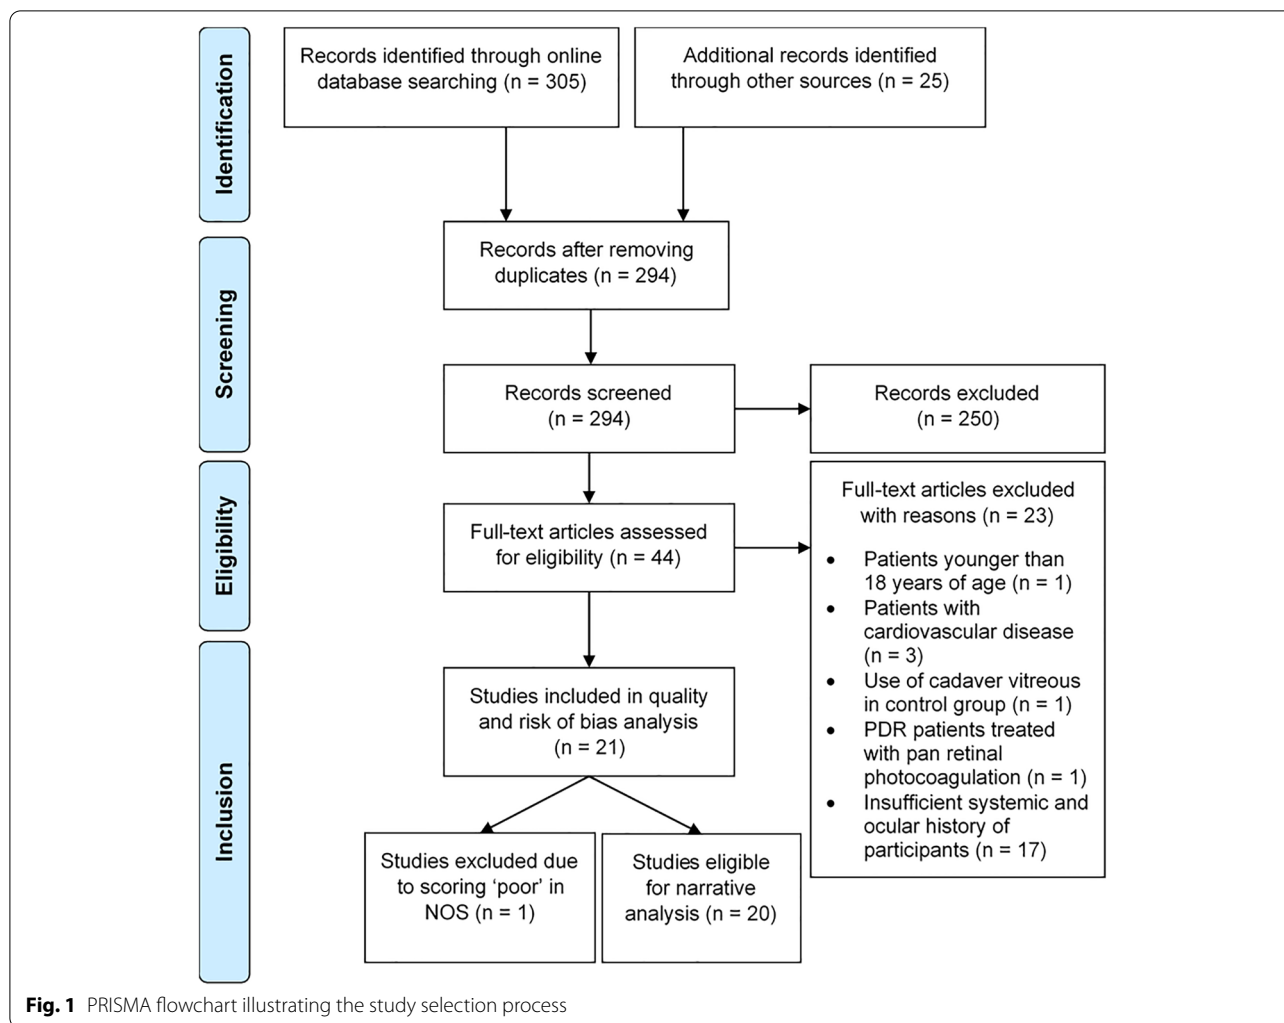 Identification
Records identified through online
database searching (n = 305)
Additional records identified
through other sources (n = 25)
Screening
Records after removing
duplicates (n = 294)
Records screened
(n = 294)
Records excluded
(n = 250)
Eligibility
Full-text articles assessed
for eligibility (n = 44)
Full-text articles excluded
with reasons (n = 23)
• Patients younger than
18 years of age (n = 1)
• Patients with
cardiovascular disease
(n = 3)
• Use of cadaver vitreous
in control group (n = 1)
• PDR patients treated
with pan retinal
photocoagulation (n = 1)
• Insufficient systemic and
ocular history of
participants (n = 17)
Inclusion
Studies included in quality
and risk of bias analysis
(n = 21)
Studies excluded due
to scoring ‘poor’ in
NOS (n = 1)
Studies eligible
for narrative
analysis (n = 20)
Fig. 1 PRISMA flowchart illustrating the study selection process